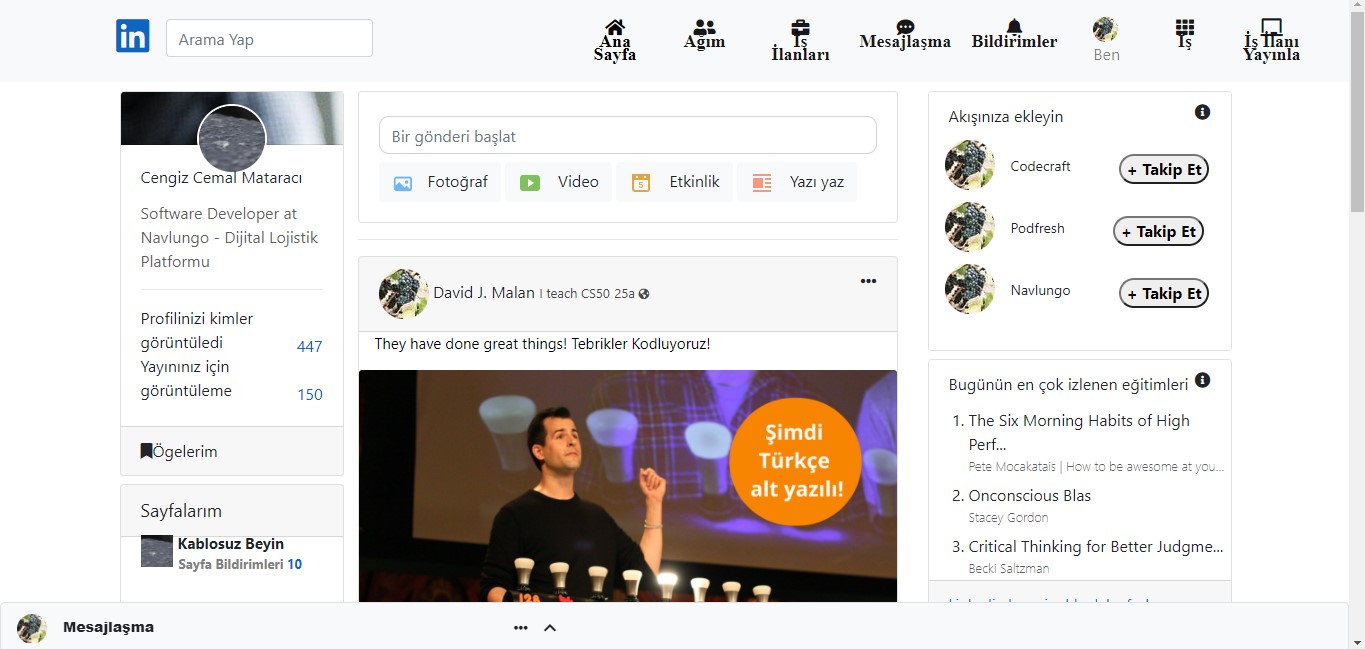 in
Arama Yap
Ana
Sayfa
Ağım
İş
İlanları
Mesajlaşma
Bildirimler
Ben
İş
İş İlanı
Yayınla
Cengiz Cemal Mataracı
Software Developer at
Navlungo - Dijital Lojistik
Platformu
Profilinizi kimler
görüntüledi 447
Yayınınız için
görüntüleme 150
Ögelerim
Sayfalarım
Kablosuz Beyin
Sayfa Bildirimleri 10
Bir gönderi başlat
Fotoğraf
Video
Etkinlik
Yazı yaz
David J. Malan I teach CS50 25a
They have done great things! Tebrikler Kodluyoruz!
Şimdi
Türkçe
alt yazılı!
Akışınıza ekleyin
Codecraft + Takip Et
Podfresh + Takip Et
Navlungo + Takip Et
Bugünün en çok izlenen eğitimleri
1. The Six Morning Habits of High
Perf...
Pete Mocakatais | How to be awesome at you...
2. Onconscious Blas
Stacey Gordon
3. Critical Thinking for Better Judgme...
Becki Saltzman
Mesajlaşma